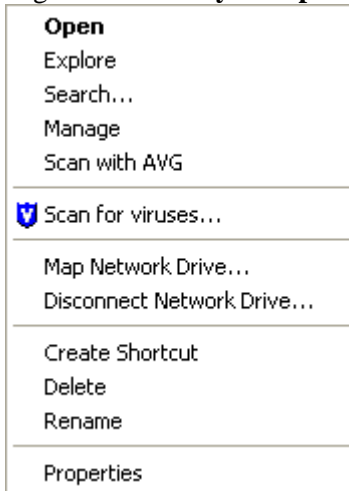 Open
Explore
Search...
Manage
Scan with AVG
Scan for viruses...
Map Network Drive...
Disconnect Network Drive...
Create Shortcut
Delete
Rename
Properties